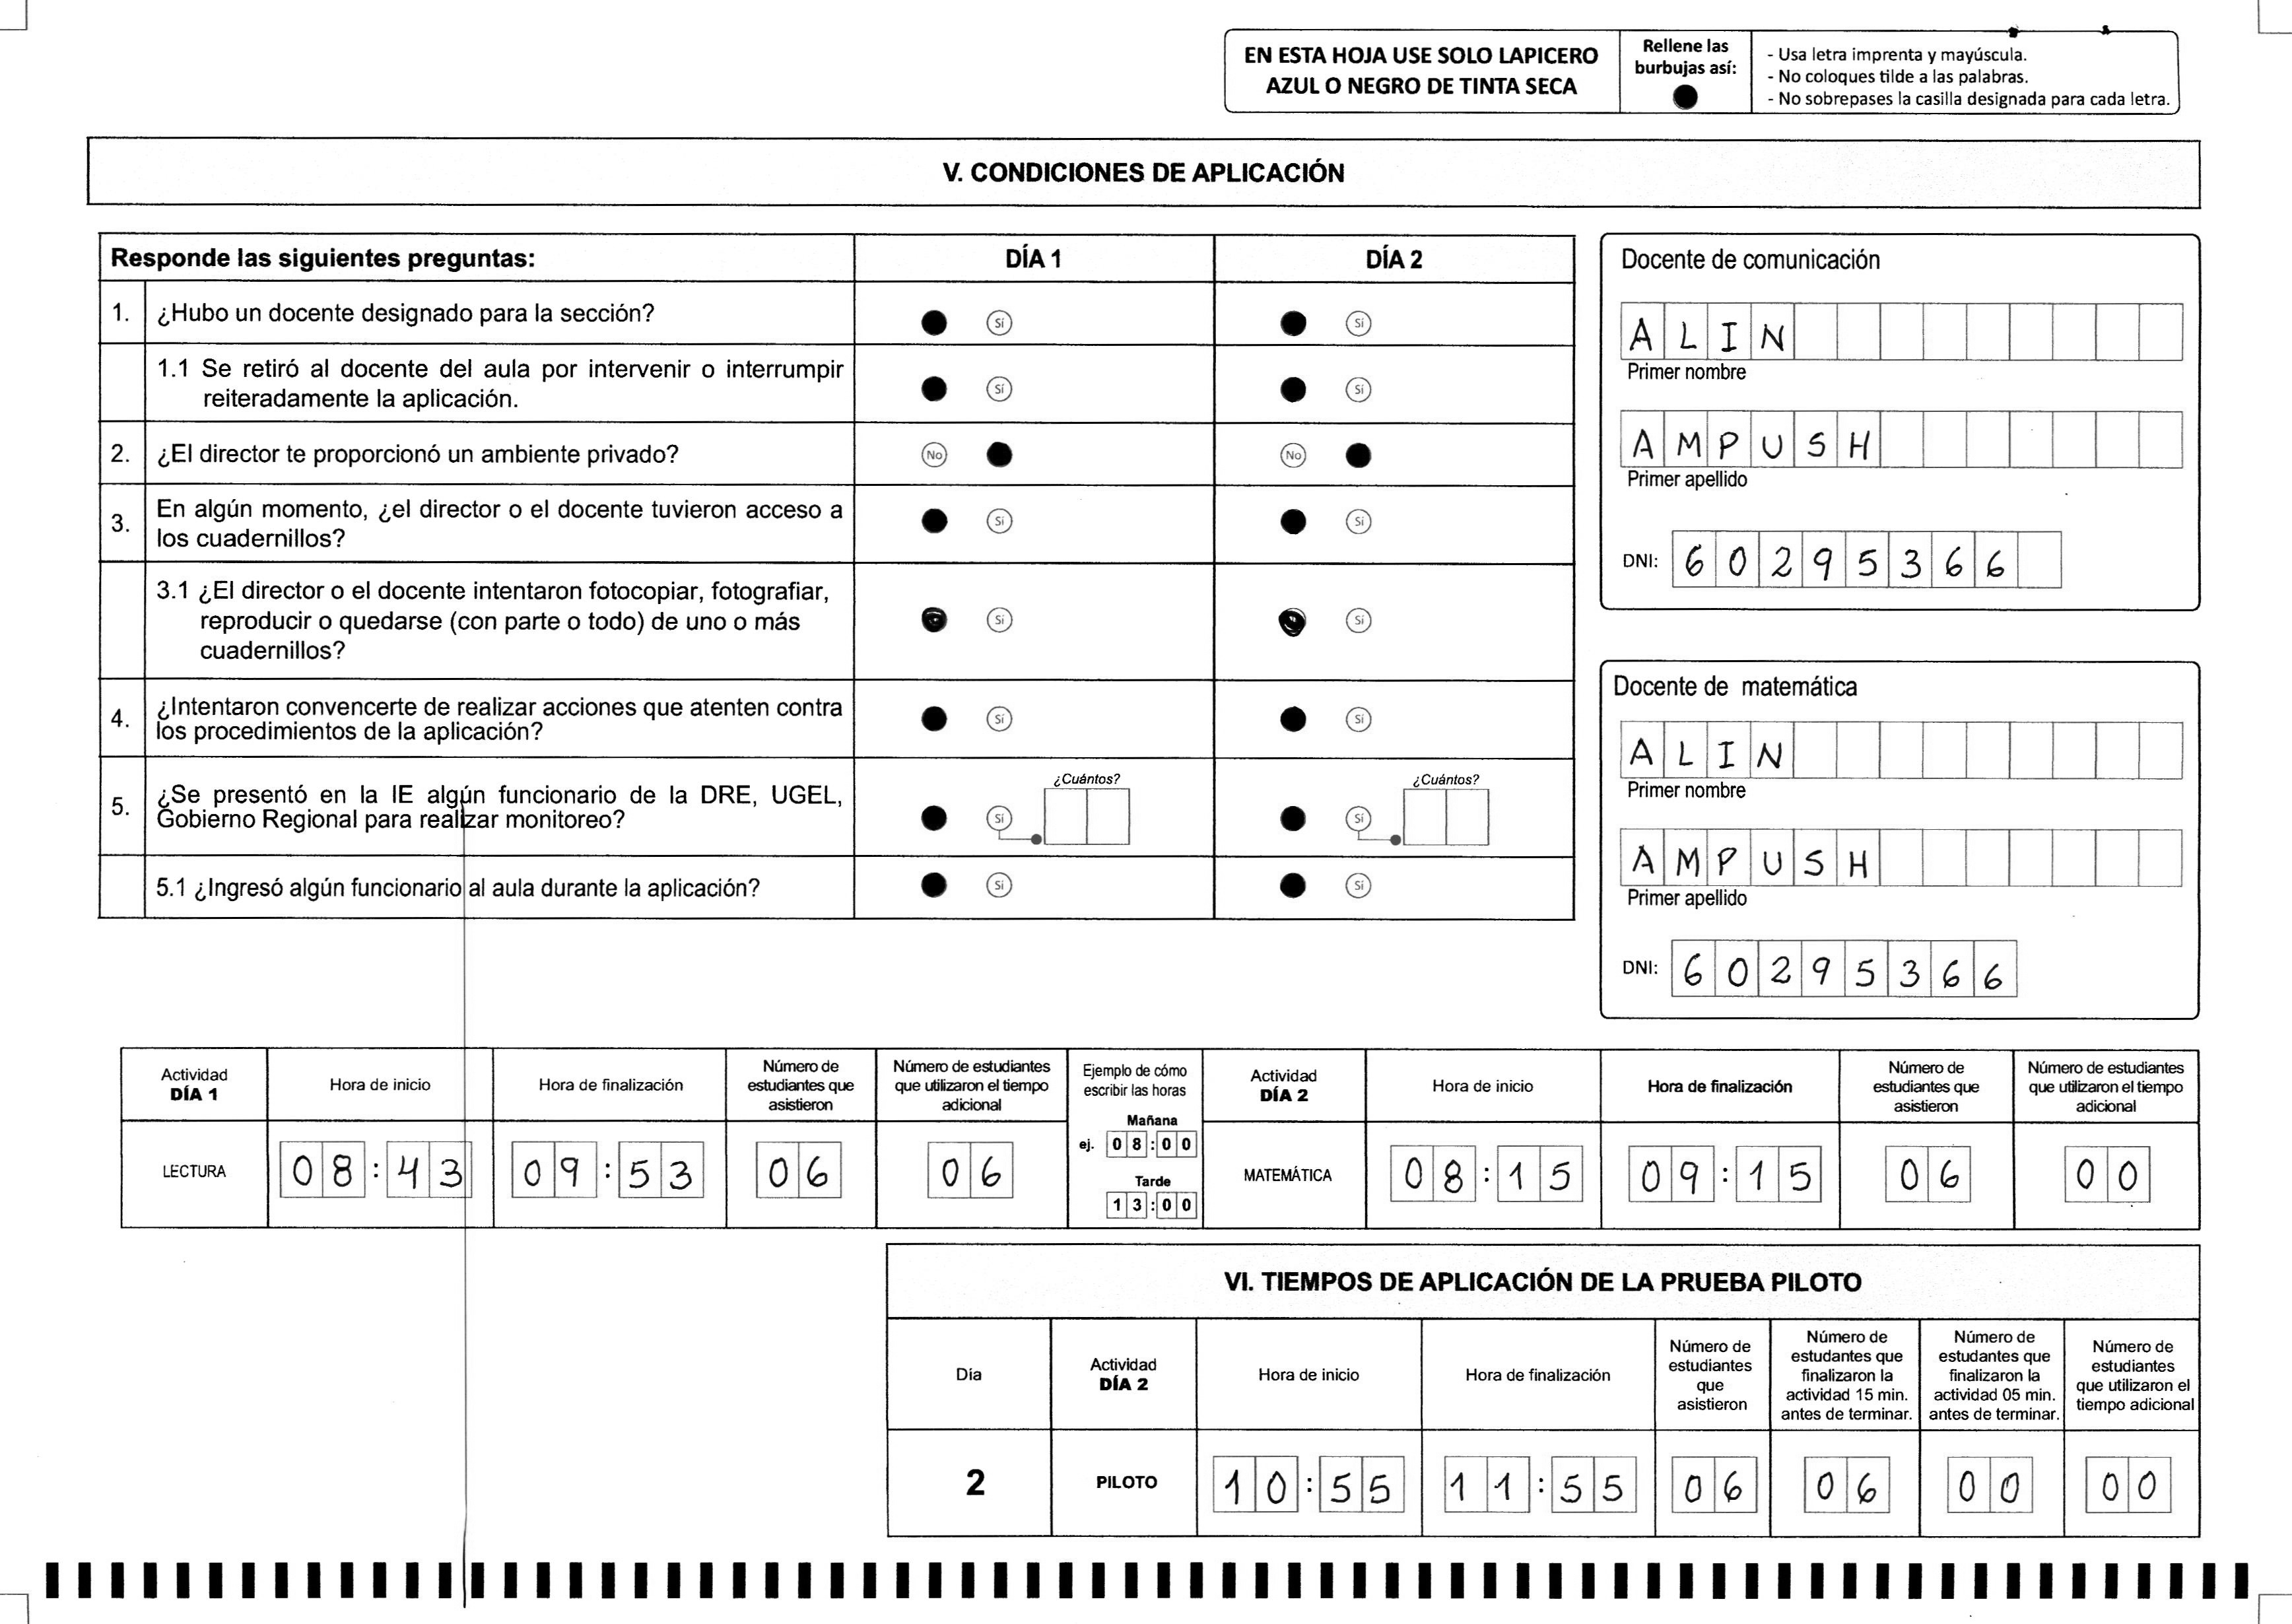 EN ESTA HOJA USE SOLO LAPICERO
AZUL O NEGRO DE TINTA SECA
Rellene las
burbujas así:
- Usa letra imprenta y mayúscula.
- No coloques tilde a las palabras.
- No sobrepases la casilla designada para cada letra.
V. CONDICIONES DE APLICACIÓN
Responde las siguientes preguntas: DÍA 1 DÍA 2
1. ¿Hubo un docente designado para la sección? Sí Sí
1.1 Se retiró al docente del aula por intervenir o interrumpir
reiteradamente la aplicación. Sí Sí
2. ¿El director te proporcionó un ambiente privado? No No
3. En algún momento, ¿el director o el docente tuvieron acceso a
los cuadernillos? Sí Sí
3.1 ¿El director o el docente intentaron fotocopiar, fotografiar,
reproducir o quedarse (con parte o todo) de uno o más
cuadernillos? Sí Sí
4. ¿Intentaron convencerte de realizar acciones que atenten contra
los procedimientos de la aplicación? Sí Sí
5. ¿Se presentó en la IE algún funcionario de la DRE, UGEL,
Gobierno Regional para realizar monitoreo? Sí ¿Cuántos? Sí ¿Cuántos?
5.1 ¿Ingresó algún funcionario al aula durante la aplicación? Sí Sí
Docente de comunicación
ALIN
Primer nombre
AMPUSH
Primer apellido
DNI: 60295366
Docente de matemática
ALIN
Primer nombre
AMPUSH
Primer apellido
DNI: 60295366
Actividad
DÍA 1
Hora de inicio
Hora de finalización
Número de
estudiantes que
asistieron
Número de estudiantes
que utilizaron el tiempo
adicional
LECTURA 08:43 09:53 06 06
Ejemplo de cómo
escribir las horas
Mañana
ej. 08:00
Tarde
13:00
Actividad
DÍA 2
Hora de inicio
Hora de finalización
Número de
estudiantes que
asistieron
Número de estudiantes
que utilizaron el tiempo
adicional
MATEMÁTICA 08:15 09:15 06 00
VI. TIEMPOS DE APLICACIÓN DE LA PRUEBA PILOTO
Día
Actividad
DÍA 2
Hora de inicio
Hora de finalización
Número de
estudiantes
que
asistieron
Número de
estudantes que
finalizaron la
actividad 15 min.
antes de terminar.
Número de
estudantes que
finalizaron la
actividad 05 min.
antes de terminar.
Número de
estudiantes
que utilizaron el
tiempo adicional
2 PILOTO 10:55 11:55 06 06 00 00